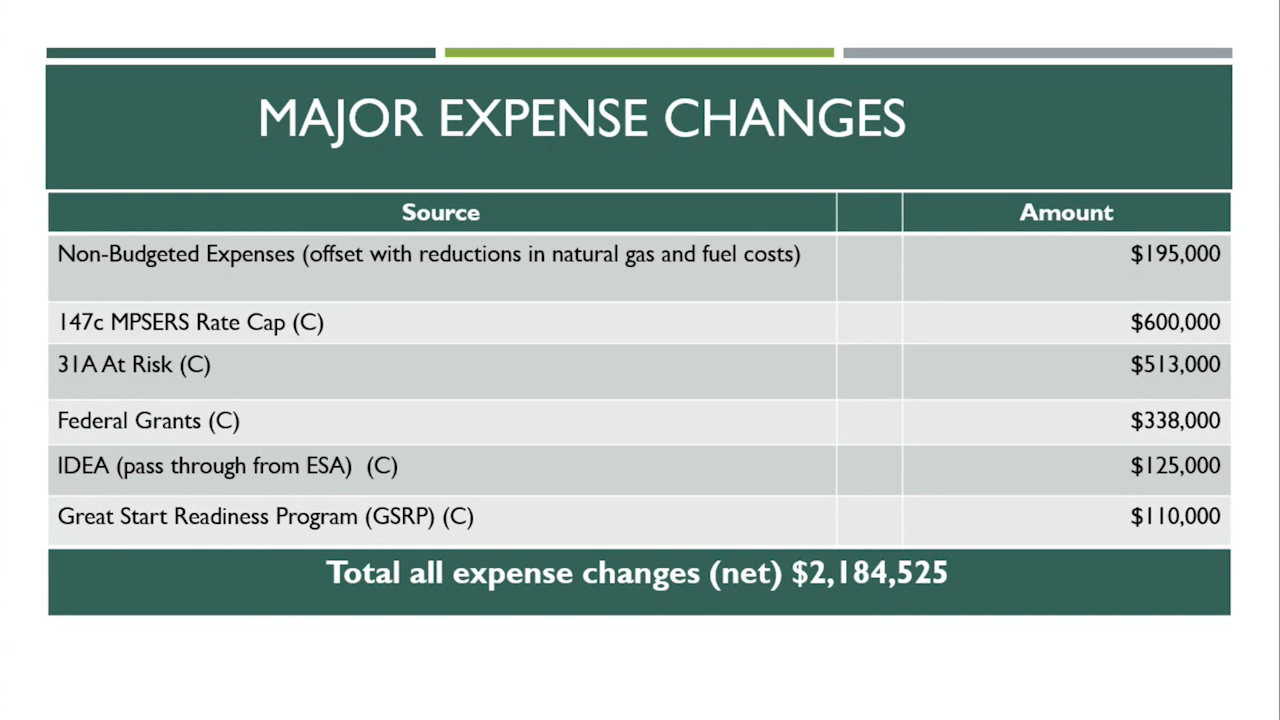 MAJOR EXPENSE CHANGES
Source Amount
Non-Budgeted Expenses (offset with reductions in natural gas and fuel costs) $195,000
147c MPSERS Rate Cap (C) $600,000
31A At Risk (C) $513,000
Federal Grants (C) $338,000
IDEA (pass through from ESA) (C) $125,000
Great Start Readiness Program (GSRP) (C) $110,000
Total all expense changes (net) $2,184,525